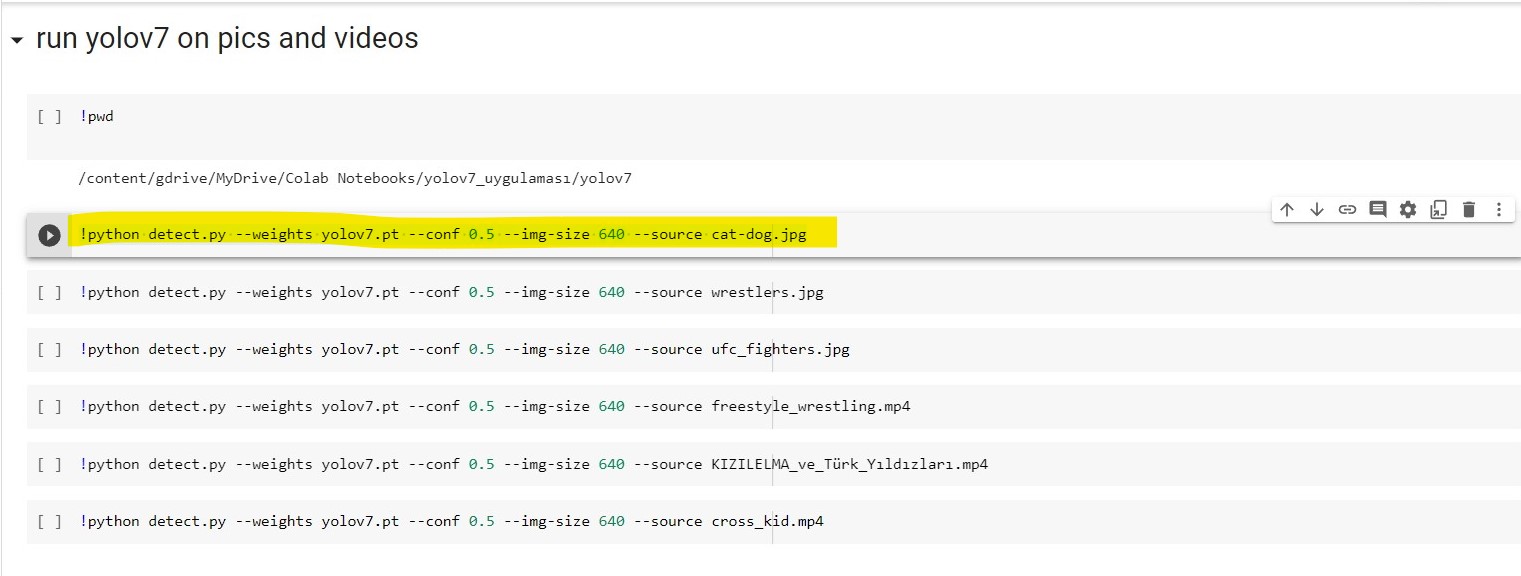 run yolov7 on pics and videos
[ ] !pwd
/content/gdrive/MyDrive/Colab Notebooks/yolov7_uygulaması/yolov7
!python detect.py --weights yolov7.pt --conf 0.5 --img-size 640 --source cat-dog.jpg
[ ] !python detect.py --weights yolov7.pt --conf 0.5 --img-size 640 --source wrestlers.jpg
[ ] !python detect.py --weights yolov7.pt --conf 0.5 --img-size 640 --source ufc_fighters.jpg
[ ] !python detect.py --weights yolov7.pt --conf 0.5 --img-size 640 --source freestyle_wrestling.mp4
[ ] !python detect.py --weights yolov7.pt --conf 0.5 --img-size 640 --source KIZILELMA_ve_Türk_Yıldızları.mp4
[ ] !python detect.py --weights yolov7.pt --conf 0.5 --img-size 640 --source cross_kid.mp4